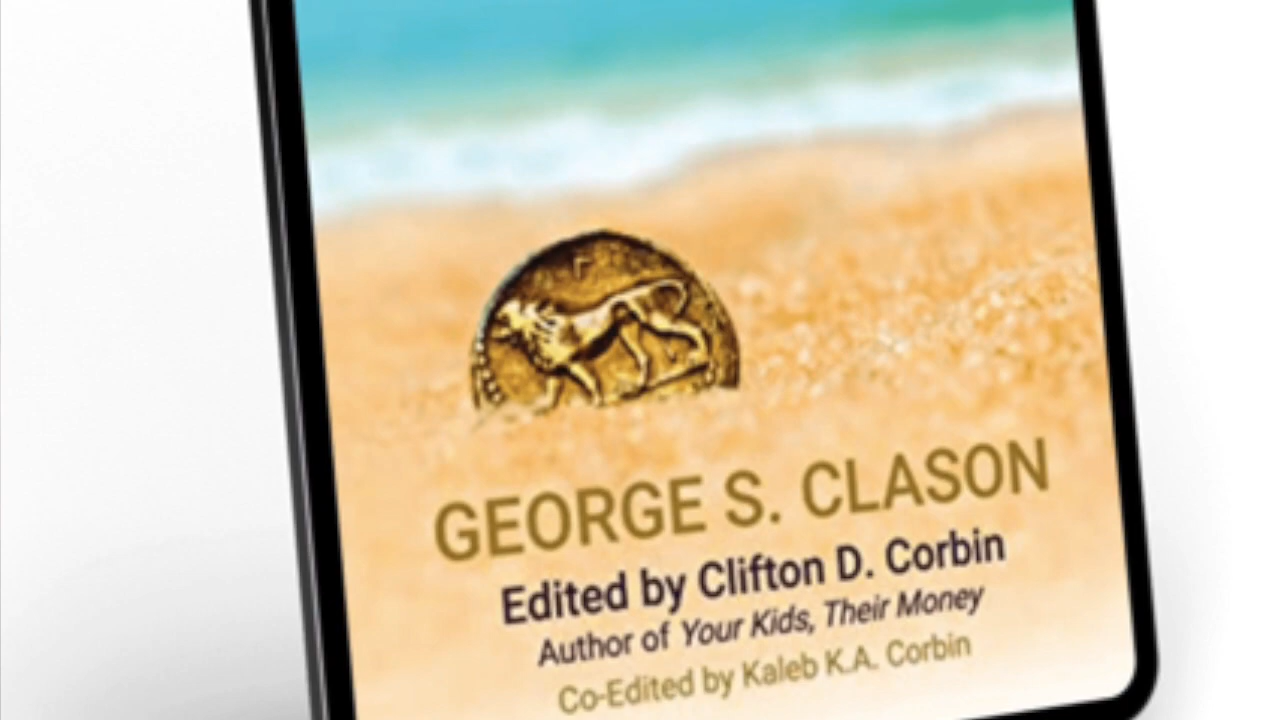 GEORGE S. CLASON
Edited by Clifton D. Corbin
Author of Your Kids, Their Money
Co-Edited by Kaleb K.A. Corbin